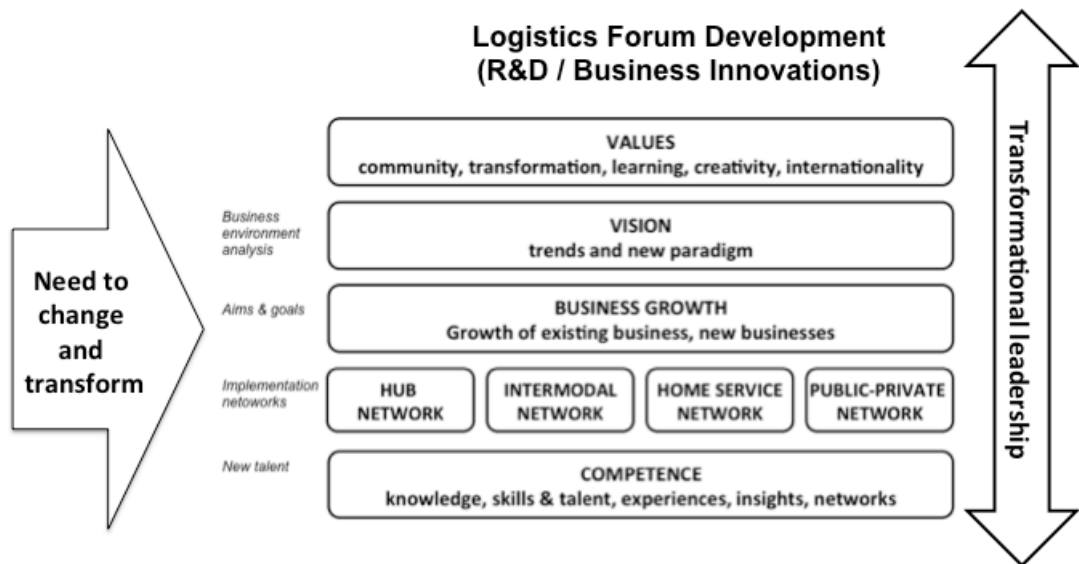 Logistics Forum Development
(R&D / Business Innovations)
Need to
change
and
transform
VALUES
community, transformation, learning, creativity, internationality
Business
environment
analysis
VISION
trends and new paradigm
Aims & goals
BUSINESS GROWTH
Growth of existing business, new businesses
Implementation
netoworks
HUB
NETWORK
INTERMODAL
NETWORK
HOME SERVICE
NETWORK
PUBLIC-PRIVATE
NETWORK
New talent
COMPETENCE
knowledge, skills & talent, experiences, insights, networks
Transformational leadership